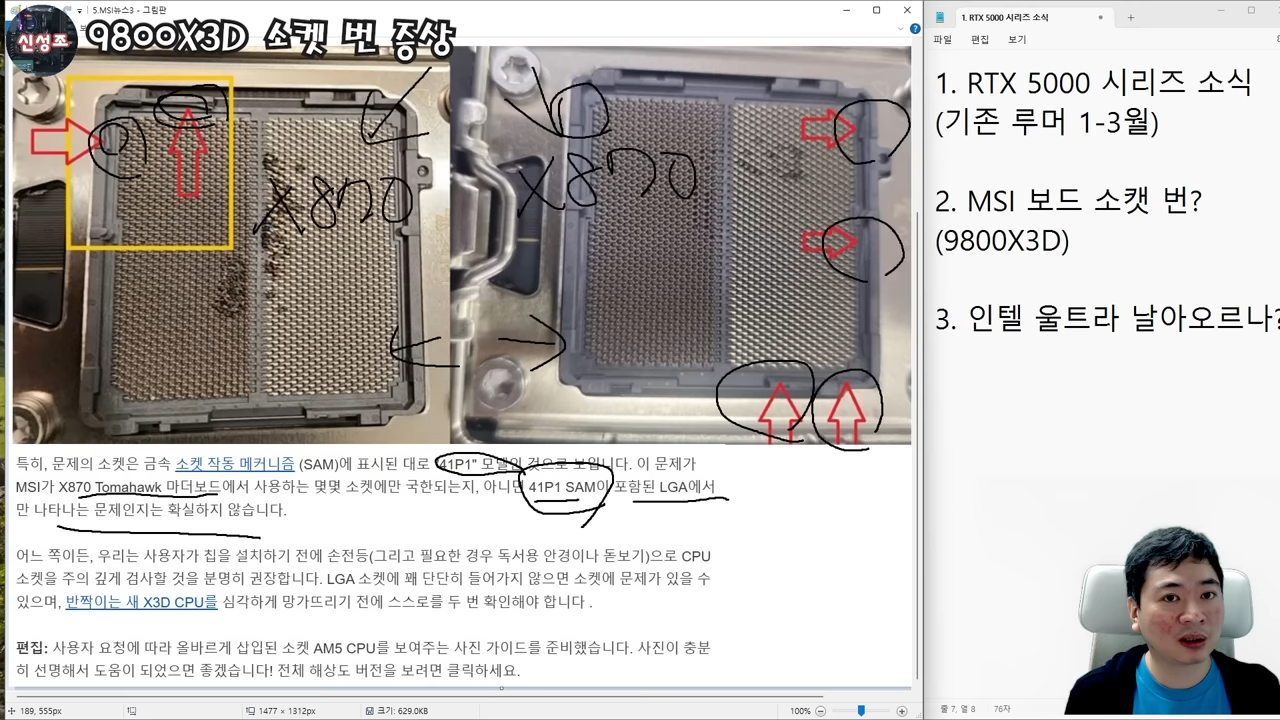 5.MSI뉴스3 - 그림판
신성조
9800X3D 소켓 번 증상
X870
X870
특히, 문제의 소켓은 금속 소켓 작동 메커니즘 (SAM)에 표시된 대로 "41P1" 모델인 것으로 보입니다. 이 문제가
MSI가 X870 Tomahawk 마더보드에서 사용하는 몇몇 소켓에만 국한되는지, 아니면 41P1 SAM이 포함된 LGA에서
만 나타나는 문제인지는 확실하지 않습니다.
어느 쪽이든, 우리는 사용자가 칩을 설치하기 전에 손전등(그리고 필요한 경우 독서용 안경이나 돋보기)으로 CPU
소켓을 주의 깊게 검사할 것을 분명히 권장합니다. LGA 소켓에 꽤 단단히 들어가지 않으면 소켓에 문제가 있을 수
있으며, 반짝이는 새 X3D CPU를 심각하게 망가뜨리기 전에 스스로를 두 번 확인해야 합니다 .
편집: 사용자 요청에 따라 올바르게 삽입된 소켓 AM5 CPU를 보여주는 사진 가이드를 준비했습니다. 사진이 충분
히 선명해서 도움이 되었으면 좋겠습니다! 전체 해상도 버전을 보려면 클릭하세요.
189, 555px
1477 × 1312px
크기: 629.0KB
100%
1. RTX 5000 시리즈 소식
파일 편집 보기
1. RTX 5000 시리즈 소식
(기존 루머 1-3월)
2. MSI 보드 소캣 번?
(9800X3D)
3. 인텔 울트라 날아오르나?
줄 7, 열 8
76자